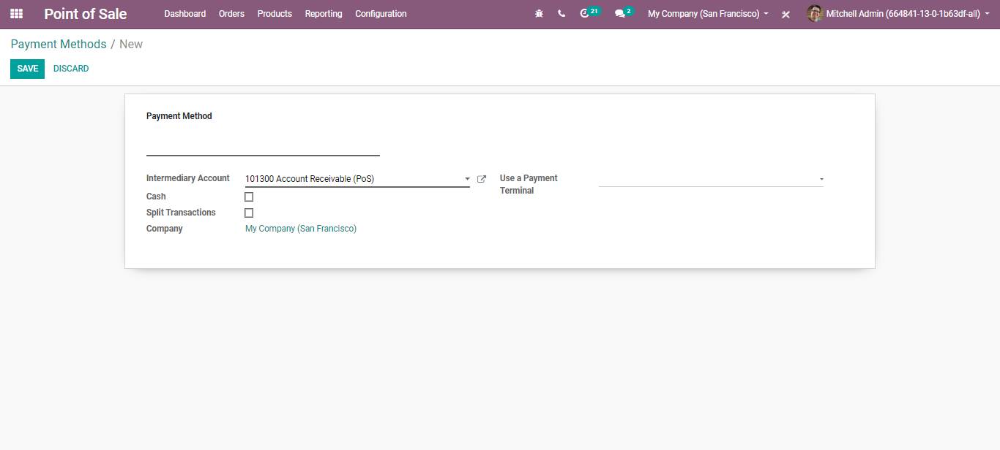 Point of Sale Dashboard Orders Products Reporting Configuration 21 2 My Company (San Francisco) Mitchell Admin (664841-13-0-1b63df-all)
Payment Methods / New
SAVE DISCARD
Payment Method
Intermediary Account 101300 Account Receivable (PoS) Use a Payment
Terminal
Cash
Split Transactions
Company My Company (San Francisco)